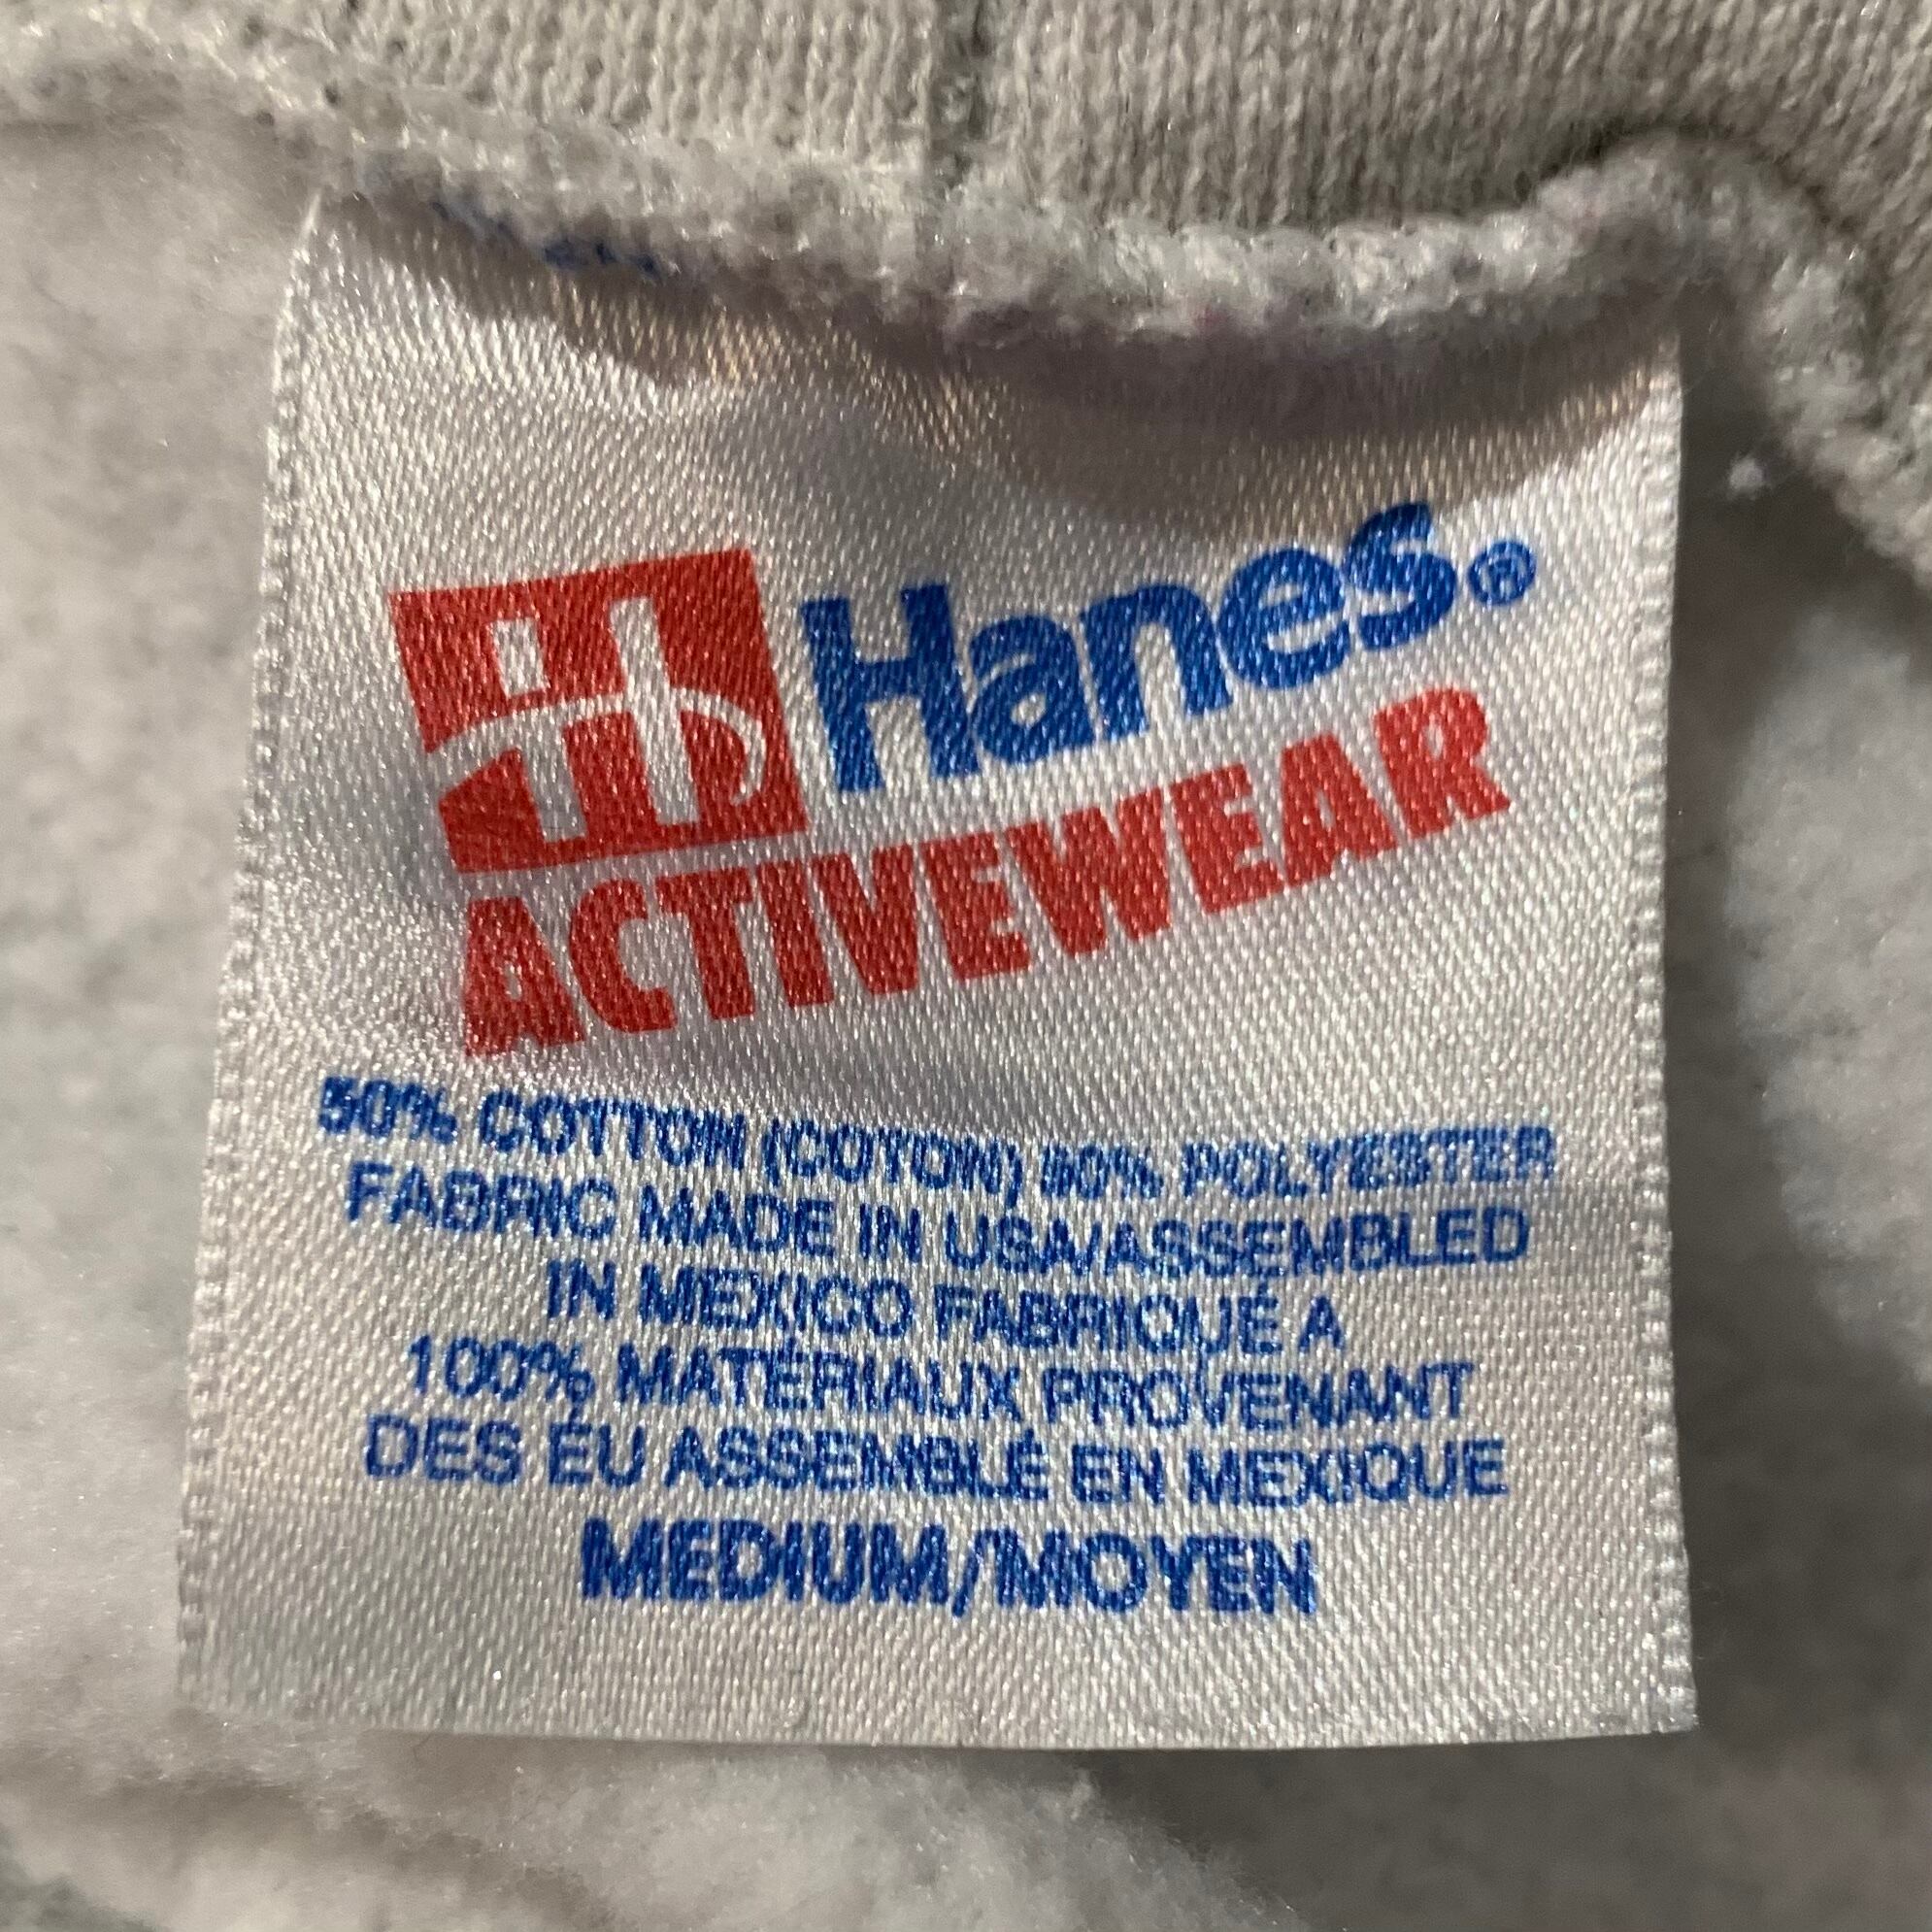 Hanes®
ACTIVEWEAR
50% COTTON (COTON) 50% POLYESTER
FABRIC MADE IN USA/ASSEMBLED
IN MEXICO FABRIQUÉ A
100% MATÉRIAUX PROVENANT
DES ÉU ASSEMBLÉ EN MEXIQUE
MEDIUM/MOYEN